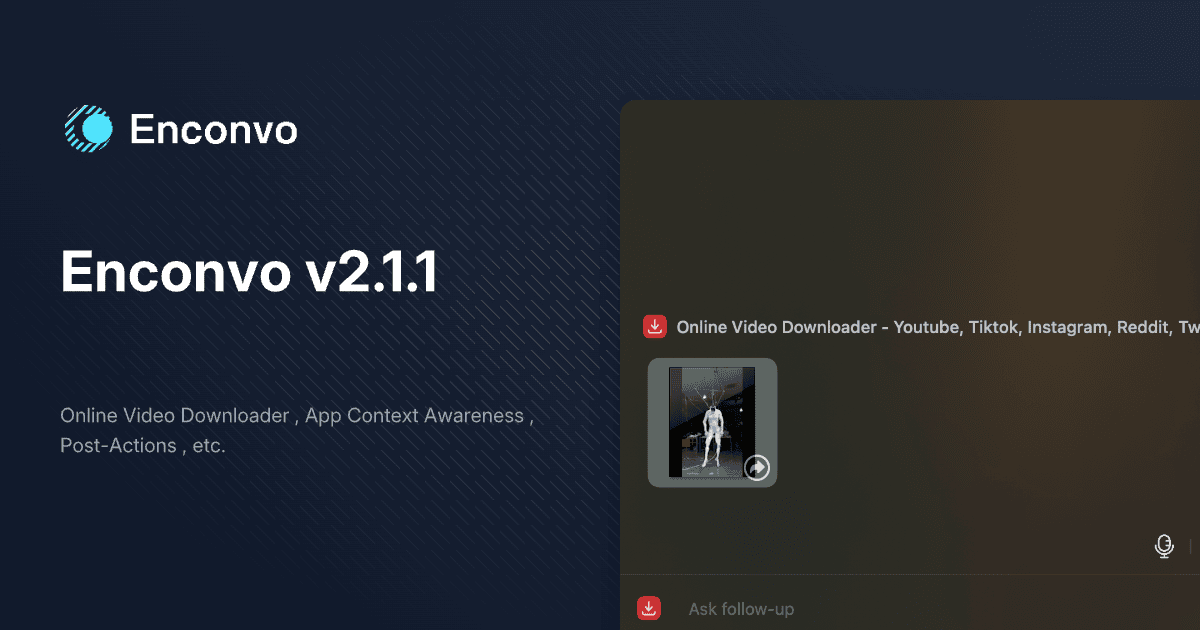 Enconvo
Enconvo v2.1.1
Online Video Downloader , App Context Awareness ,
Post-Actions , etc.
Online Video Downloader - Youtube, Tiktok, Instagram, Reddit, Tw
Ask follow-up